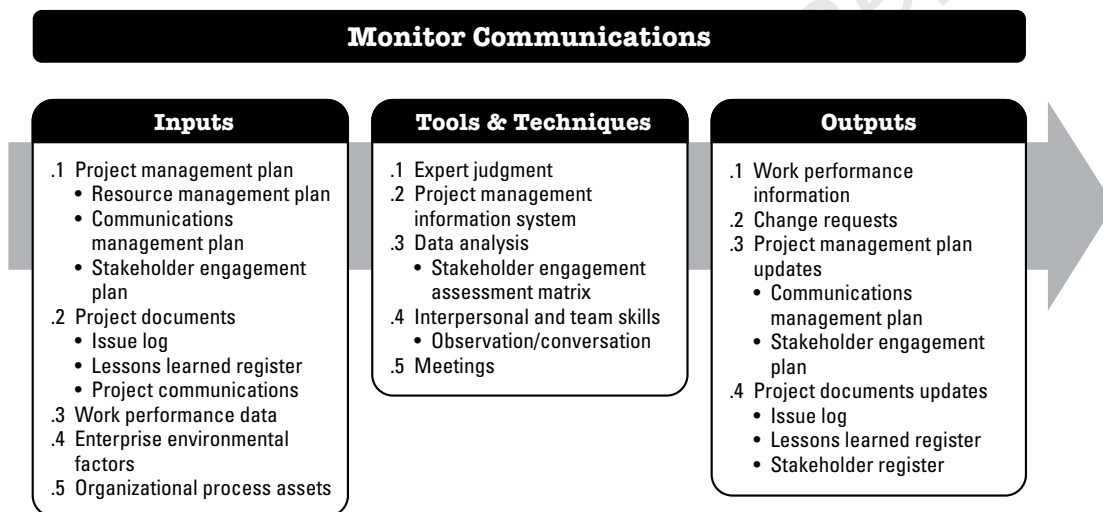 Monitor Communications
Inputs
.1 Project management plan
• Resource management plan
• Communications
management plan
• Stakeholder engagement
plan
.2 Project documents
• Issue log
• Lessons learned register
• Project communications
.3 Work performance data
.4 Enterprise environmental
factors
.5 Organizational process assets
Tools & Techniques
.1 Expert judgment
.2 Project management
information system
.3 Data analysis
• Stakeholder engagement
assessment matrix
.4 Interpersonal and team skills
• Observation/conversation
.5 Meetings
Outputs
.1 Work performance
information
.2 Change requests
.3 Project management plan
updates
• Communications
management plan
• Stakeholder engagement
plan
.4 Project documents updates
• Issue log
• Lessons learned register
• Stakeholder register